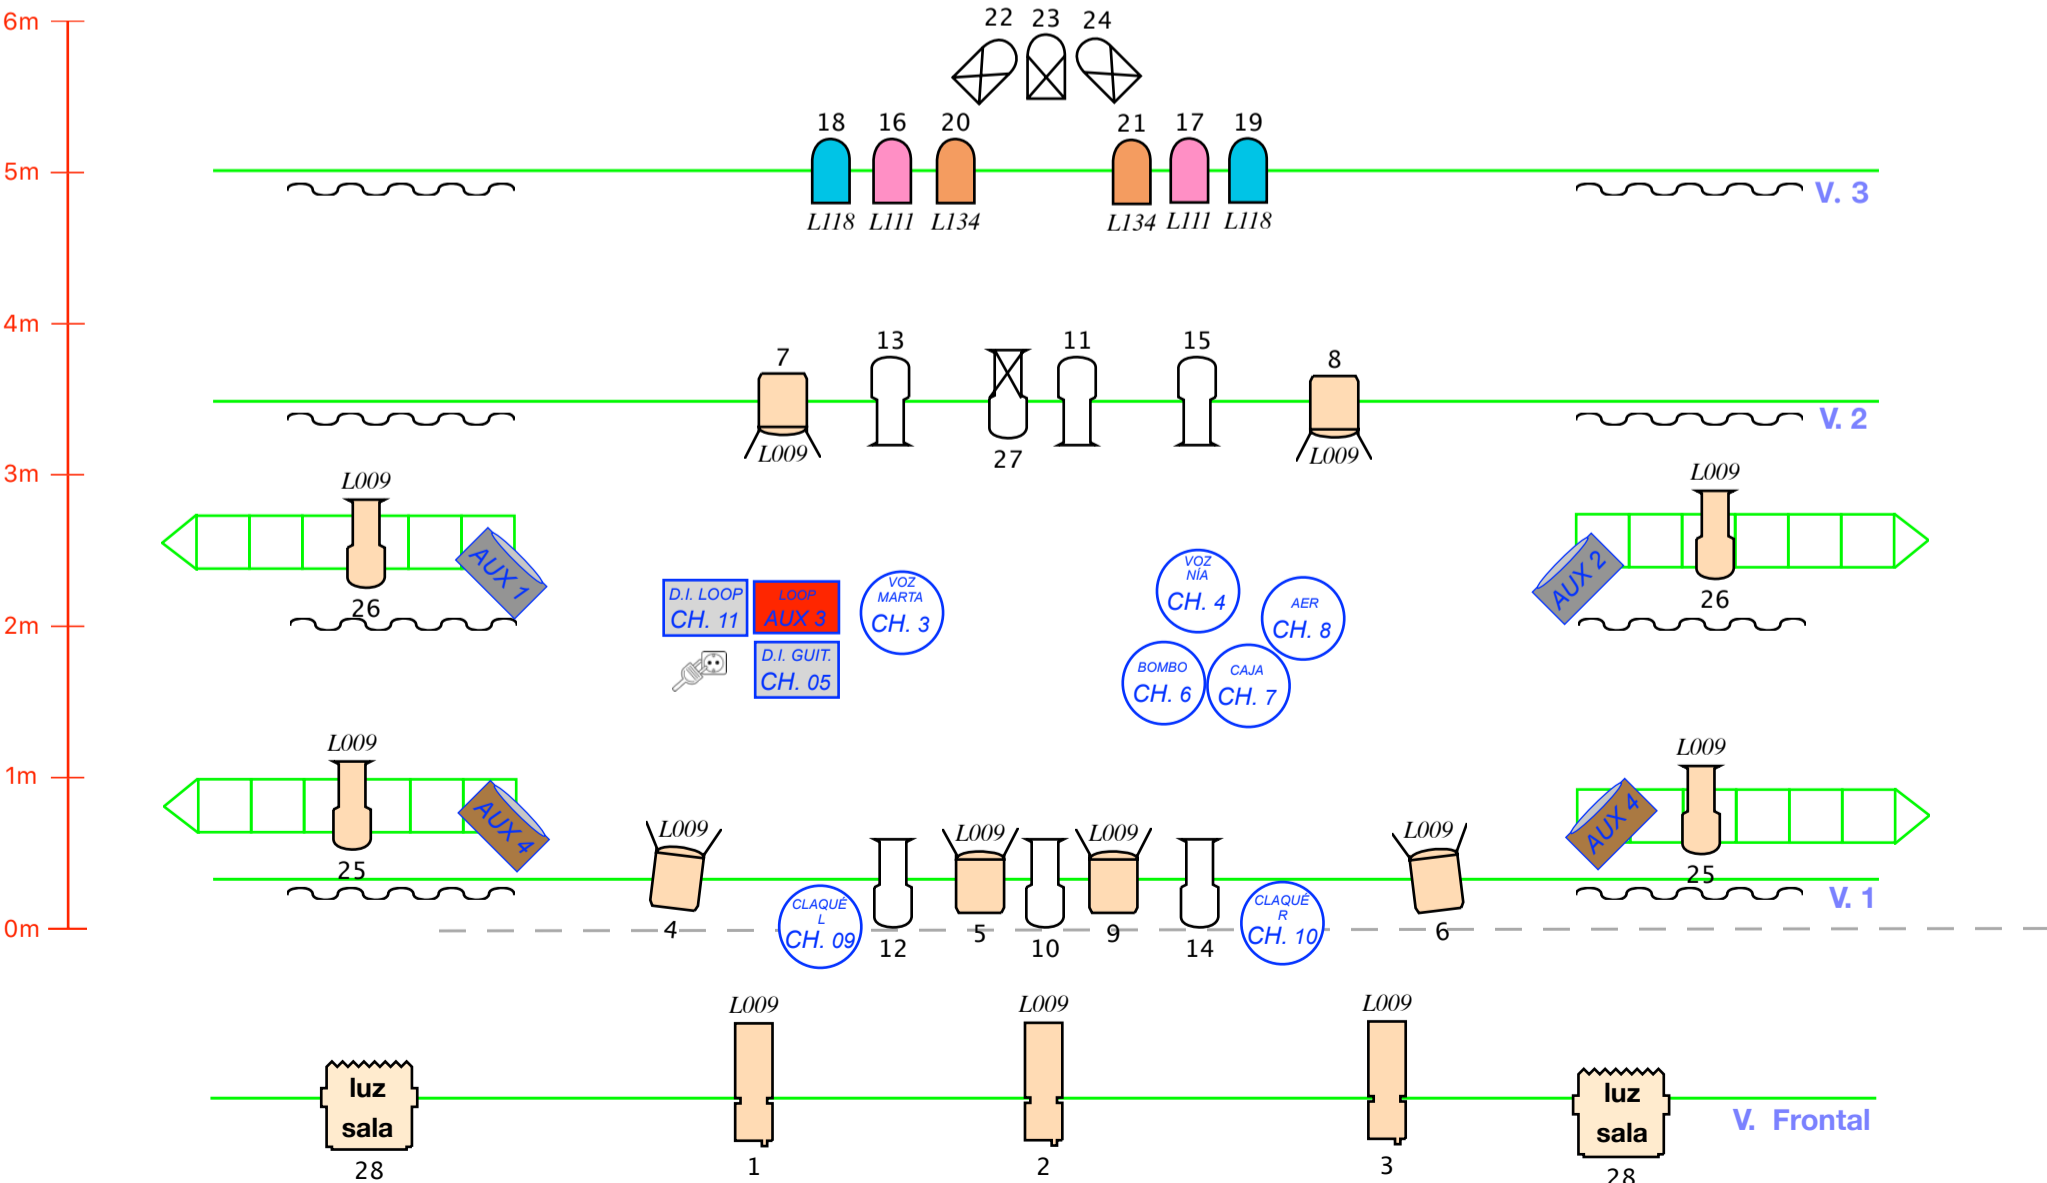 6m
22 23 24
18 16 20 21 17 19
5m
V. 3
L118 L111 L134 L134 L111 L118
4m
13 11 15
7 8
V. 2
L009 27 L009
3m
L009 L009
AUX 1 AUX 2
26 26
D.I. LOOP
CH. 11
LOOP
AUX 3
VOZ
MARTA
CH. 3
VOZ
NÍA
CH. 4
AER
CH. 8
2m
D.I. GUIT.
CH. 05
BOMBO
CH. 6
CAJA
CH. 7
L009 L009
1m
AUX 4 AUX 4
L009 L009 L009 L009
25 25
V. 1
CLAQUÉ
L
CH. 09
CLAQUÉ
R
CH. 10
0m
4 12 5 10 9 14 6
L009 L009 L009
luz
sala
luz
sala
V. Frontal
28 1 2 3 28